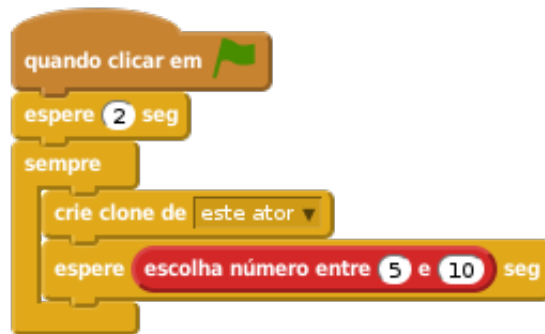 quando clicar em
espere 2 seg
sempre
crie clone de este ator
espere escolha número entre 5 e 10 seg